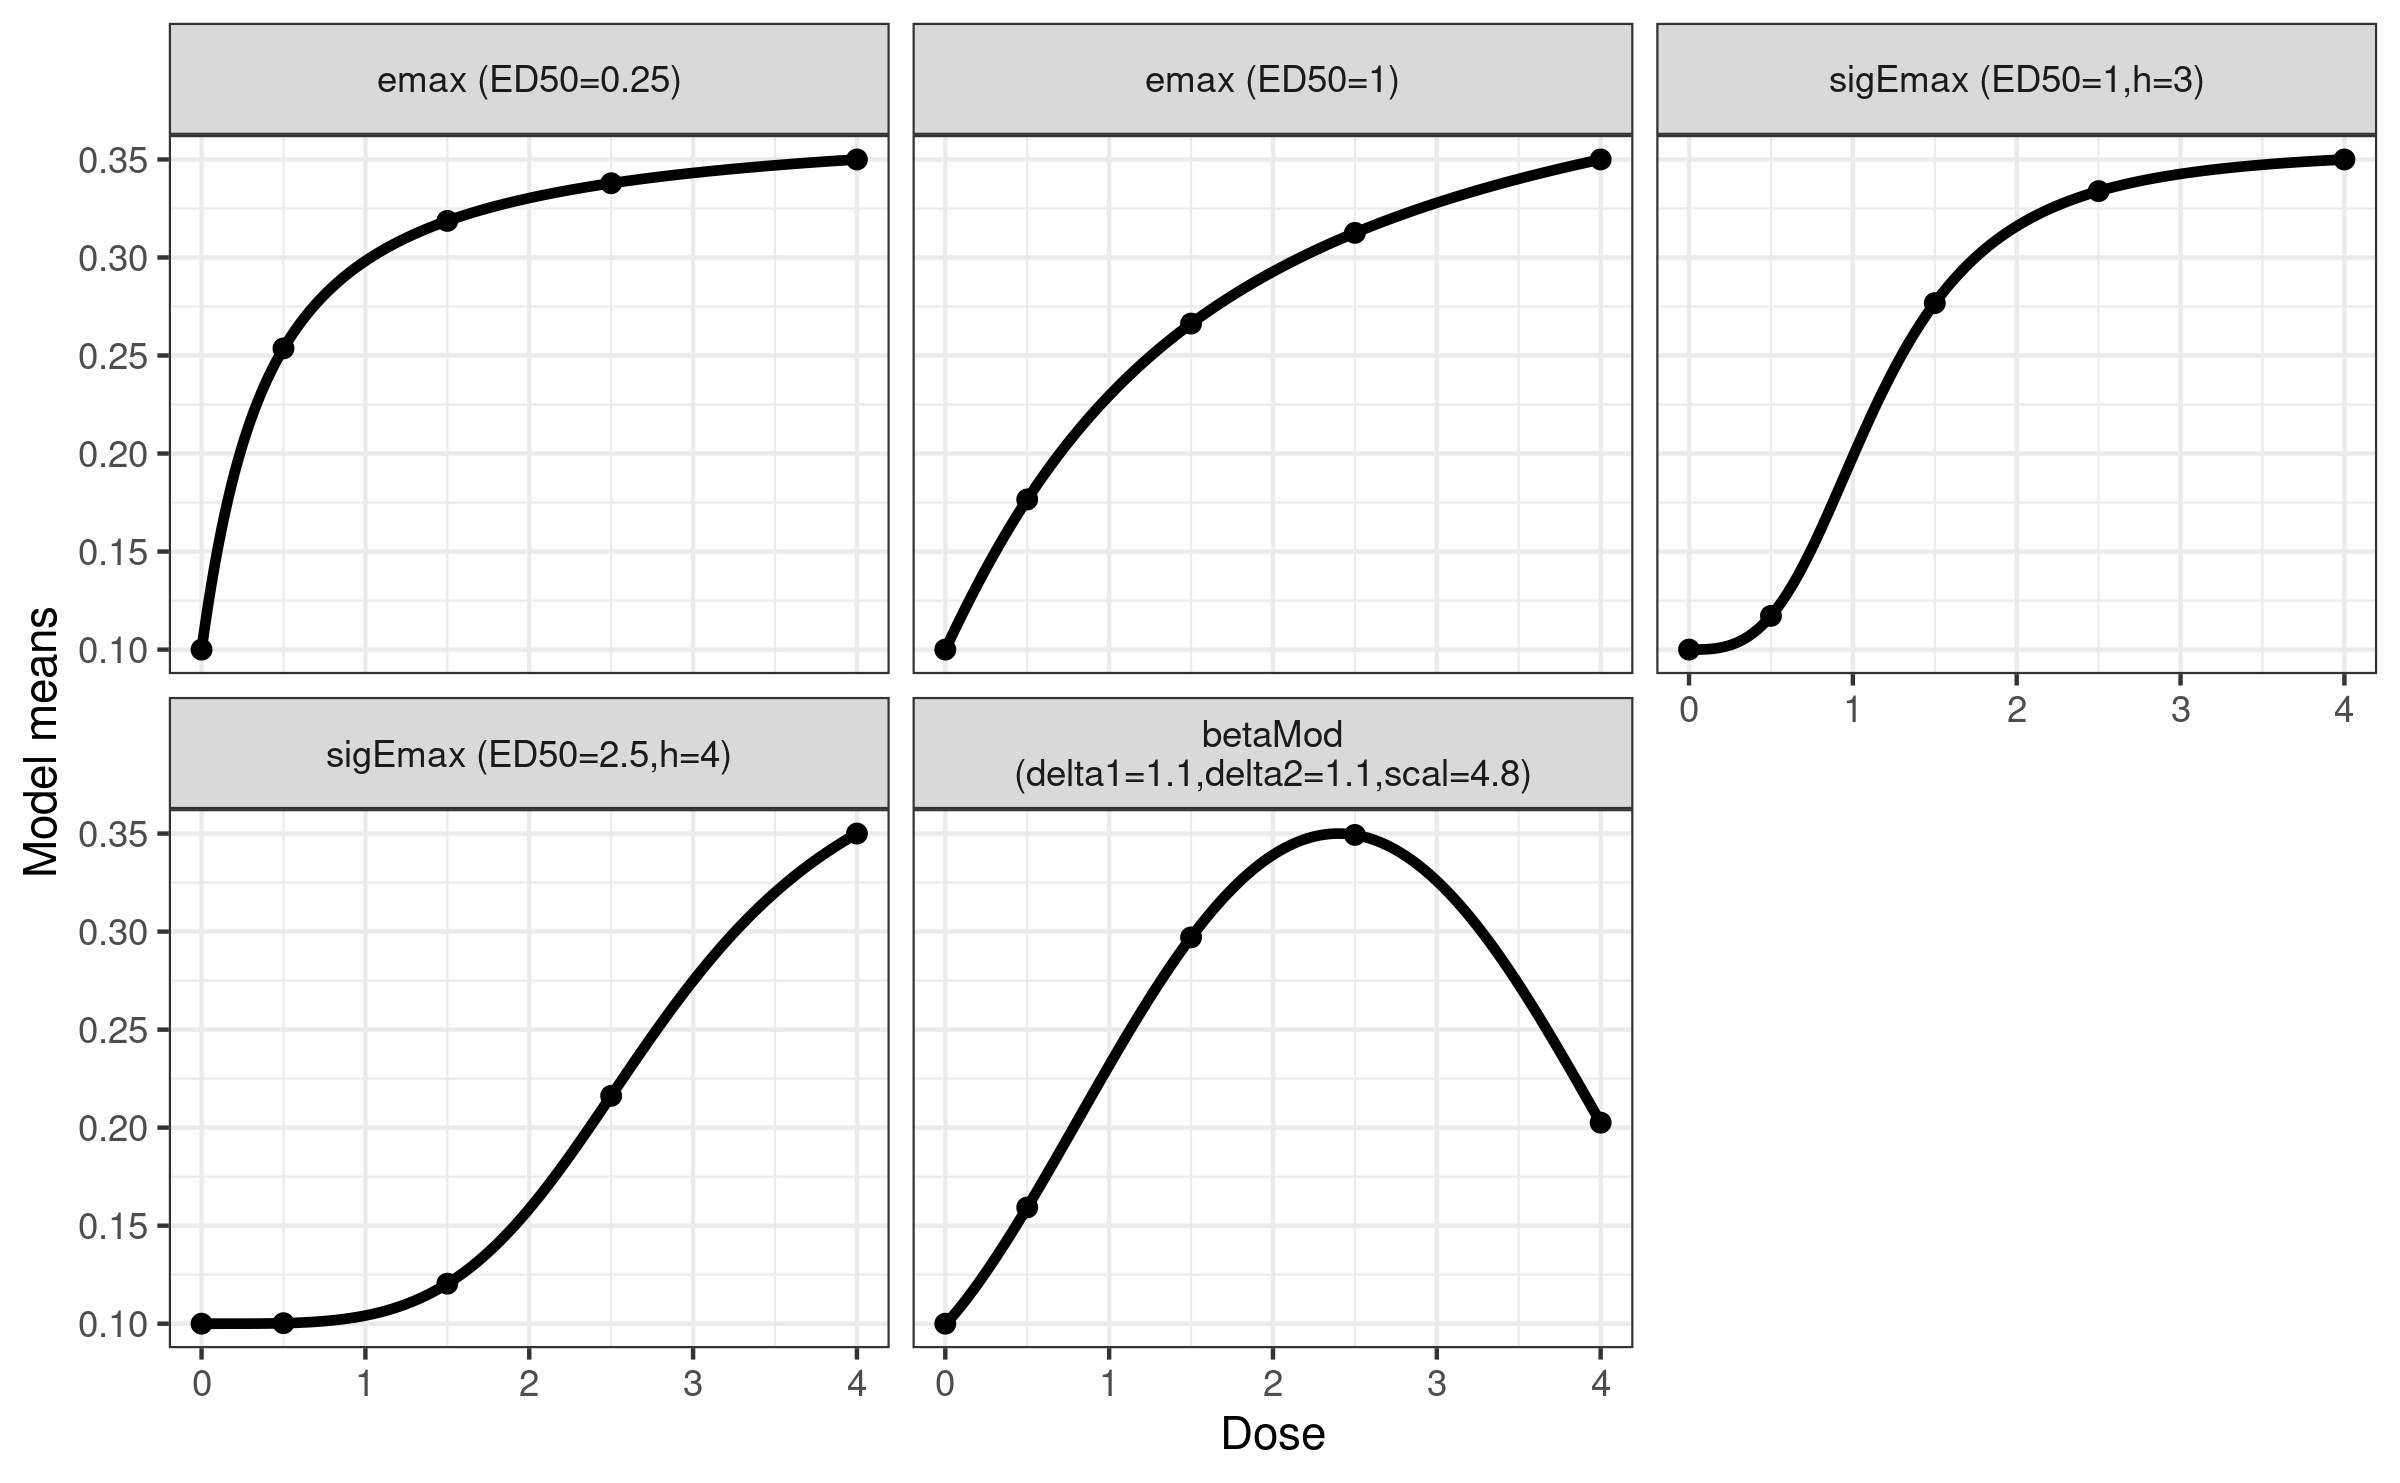 emax (ED50=0.25)
emax (ED50=1)
sigEmax (ED50=1,h=3)
0.35
0.30
0.25
0.20
0.15
0.10
0 1 2 3 4
sigEmax (ED50=2.5,h=4)
betaMod
(delta1=1.1,delta2=1.1,scal=4.8)
0.35
0.30
0.25
0.20
0.15
0.10
0 1 2 3 4
0 1 2 3 4
Model means
Dose